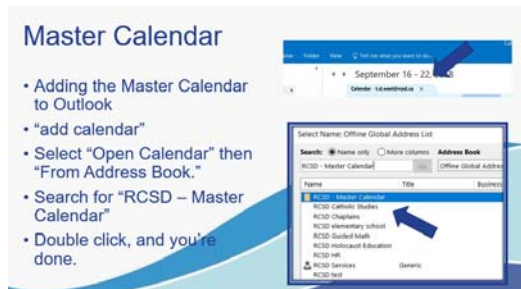 Master Calendar
• Adding the Master Calendar
to Outlook
• “add calendar”
• Select “Open Calendar” then
“From Address Book.”
• Search for “RCSD – Master
Calendar”
• Double click, and you’re
done.
Folder View Tell me what you want to do...
September 16 - 22, 8
Calendar
Select Name: Offline Global Address List
Search: Name only More columns Address Book
RCSD - Master Calendar Go Offline Global Addres
Name Title Business
RCSD - Master Calendar
RCSD Catholic Studies
RCSD Chaplains
RCSD elementary school
RCSD Guided Math
RCSD Holocaust Education
RCSD HR
RCSD Services Generic
RCSD test